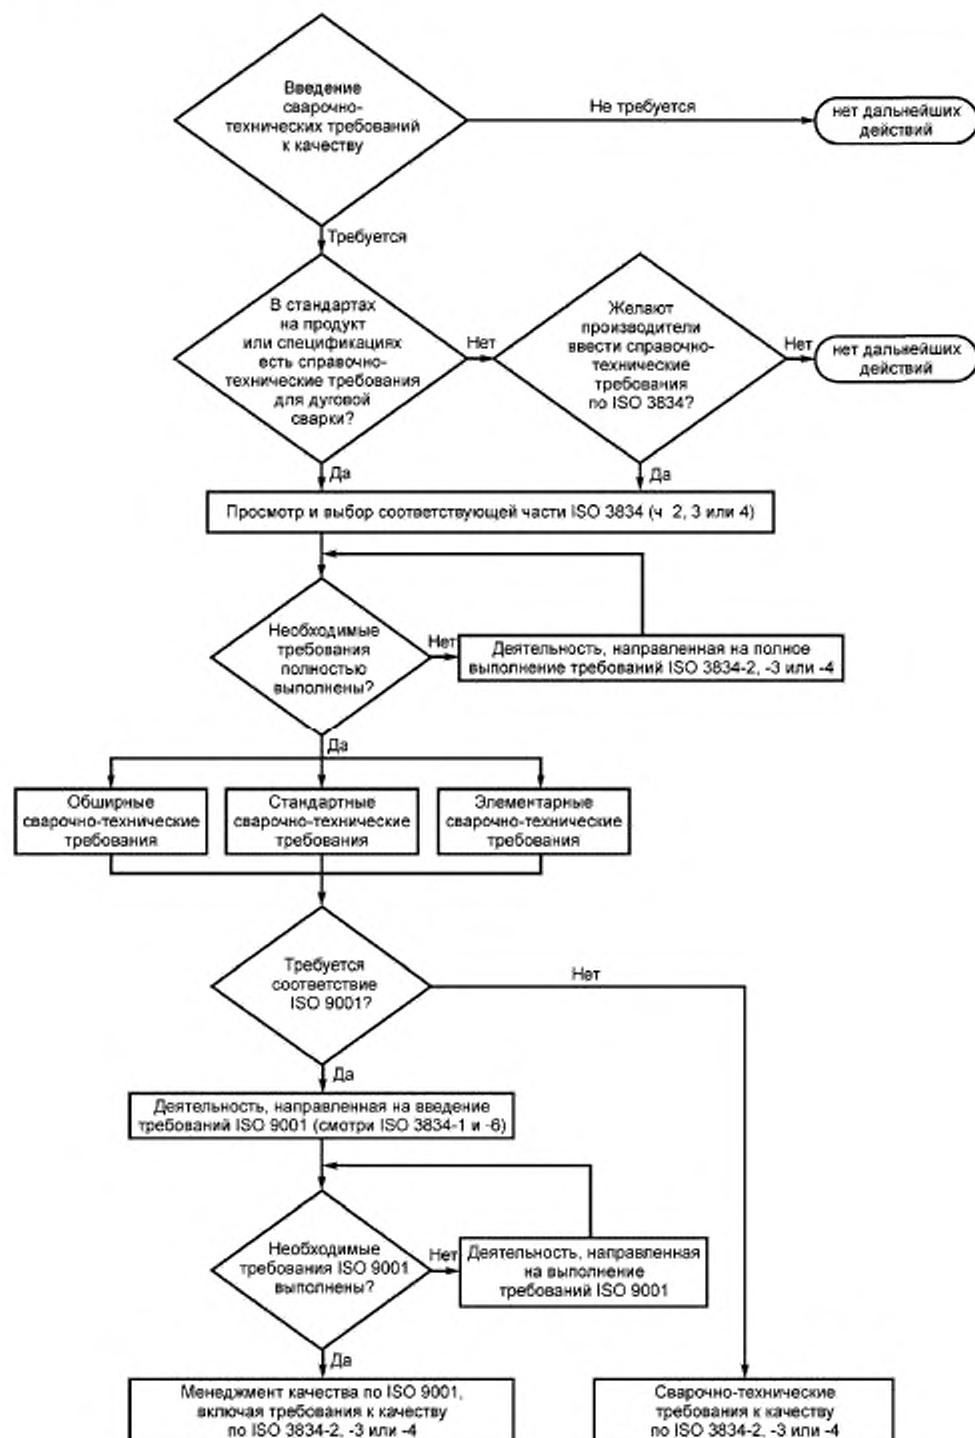 Введение
сварочно-
технических требований
к качеству
Не требуется
нет дальнейших
действий
Требуется
В стандартах
на продукт
или спецификациях
есть справочно-
технические требования
для дуговой
сварки?
Нет
Желают
производители
ввести справочно-
технические
требования
по ISO 3834?
Нет
нет дальнейших
действий
Да
Да
Просмотр и выбор соответствующей части ISO 3834 (ч 2, 3 или 4)
Необходимые
требования
полностью
выполнены?
Нет
Деятельность, направленная на полное
выполнение требований ISO 3834-2, -3 или -4
Да
Обширные
сварочно-технические
требования
Стандартные
сварочно-технические
требования
Элементарные
сварочно-технические
требования
Требуется
соответствие
ISO 9001?
Нет
Да
Деятельность, направленная на введение
требований ISO 9001 (смотри ISO 3834-1 и -6)
Необходимые
требования ISO 9001
выполнены?
Нет
Деятельность, направленная
на выполнение
требований ISO 9001
Да
Менеджмент качества по ISO 9001,
включая требования к качеству
по ISO 3834-2, -3 или -4
Сварочно-технические
требования к качеству
по ISO 3834-2, -3 или -4